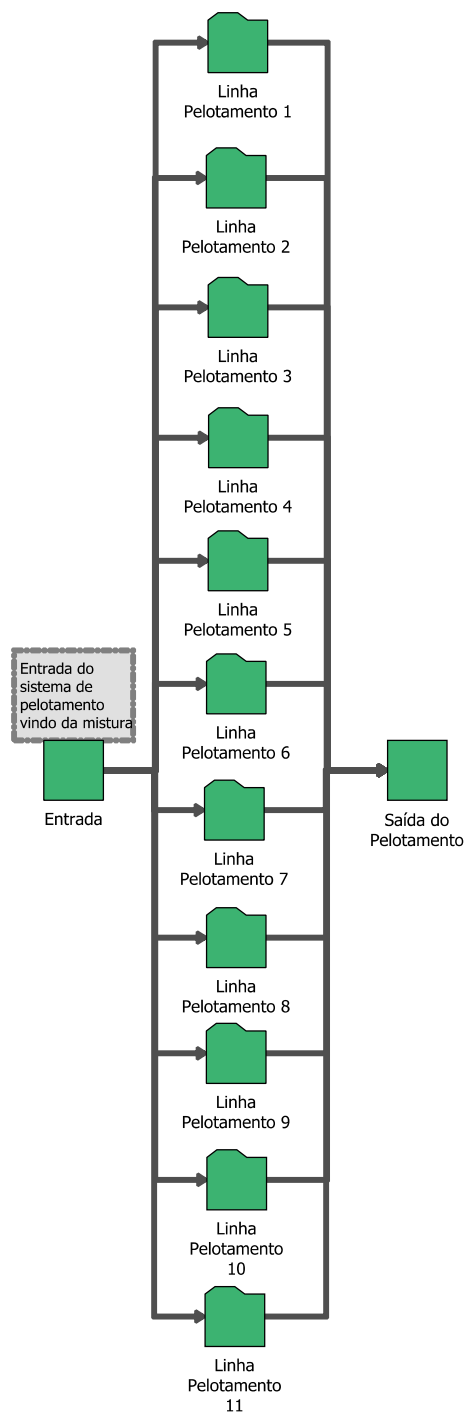 Linha
Pelotamento 1
Linha
Pelotamento 2
Linha
Pelotamento 3
Linha
Pelotamento 4
Linha
Pelotamento 5
Entrada do
sistema de
pelotamento
vindo da mistura
Linha
Pelotamento 6
Entrada
Saída do
Pelotamento
Linha
Pelotamento 7
Linha
Pelotamento 8
Linha
Pelotamento 9
Linha
Pelotamento
10
Linha
Pelotamento
11